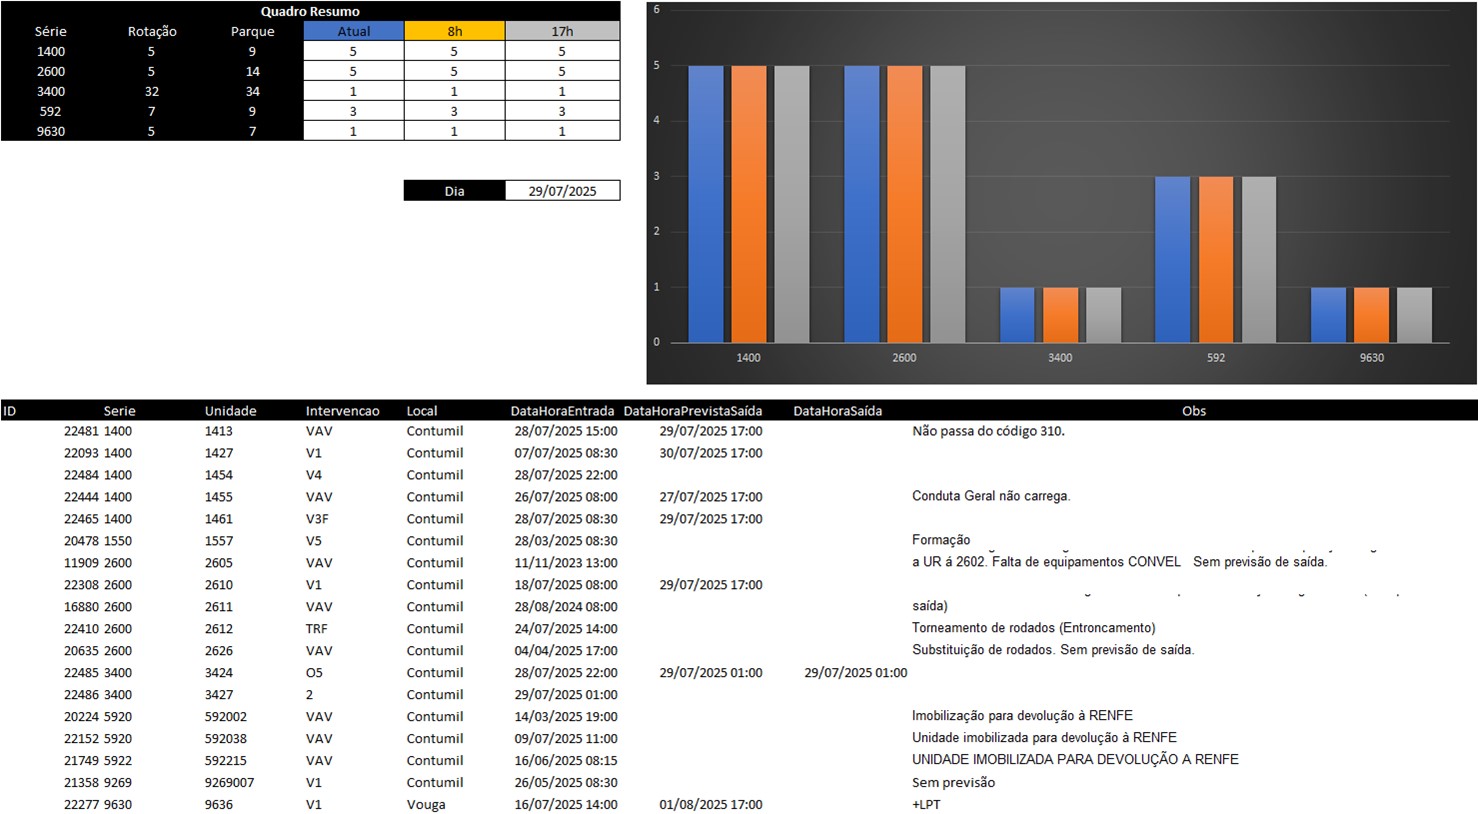 Quadro Resumo
Série Rotação Parque Atual 8h 17h
1400 5 9 5 5 5
2600 5 14 5 5 5
3400 32 34 1 1 1
592 7 9 3 3 3
9630 5 7 1 1 1
Dia 29/07/2025
6
5
4
3
2
1
0
1400 2600 3400 592 9630
ID Serie Unidade Intervencao Local DataHoraEntrada DataHoraPrevistaSaída DataHoraSaída Obs
22481 1400 1413 VAV Contumil 28/07/2025 15:00 29/07/2025 17:00 Não passa do código 310.
22093 1400 1427 V1 Contumil 07/07/2025 08:30 30/07/2025 17:00
22484 1400 1454 V4 Contumil 28/07/2025 22:00
22444 1400 1455 VAV Contumil 26/07/2025 08:00 27/07/2025 17:00 Conduta Geral não carrega.
22465 1400 1461 V3F Contumil 28/07/2025 08:30 29/07/2025 17:00
20478 1550 1557 V5 Contumil 28/03/2025 08:30 Formação
11909 2600 2605 VAV Contumil 11/11/2023 13:00 a UR á 2602. Falta de equipamentos CONVEL Sem previsão de saída.
22308 2600 2610 V1 Contumil 18/07/2025 08:00 29/07/2025 17:00
16880 2600 2611 VAV Contumil 28/08/2024 08:00 saída)
22410 2600 2612 TRF Contumil 24/07/2025 14:00 Torneamento de rodados (Entroncamento)
20635 2600 2626 VAV Contumil 04/04/2025 17:00 Substituição de rodados. Sem previsão de saída.
22485 3400 3424 O5 Contumil 28/07/2025 22:00 29/07/2025 01:00 29/07/2025 01:00
22486 3400 3427 2 Contumil 29/07/2025 01:00
20224 5920 592002 VAV Contumil 14/03/2025 19:00 Imobilização para devolução à RENFE
22152 5920 592038 VAV Contumil 09/07/2025 11:00 Unidade imobilizada para devolução à RENFE
21749 5922 592215 VAV Contumil 16/06/2025 08:15 UNIDADE IMOBILIZADA PARA DEVOLUÇÃO A RENFE
21358 9269 9269007 V1 Contumil 26/05/2025 08:30 Sem previsão
22277 9630 9636 V1 Vouga 16/07/2025 14:00 01/08/2025 17:00 +LPT